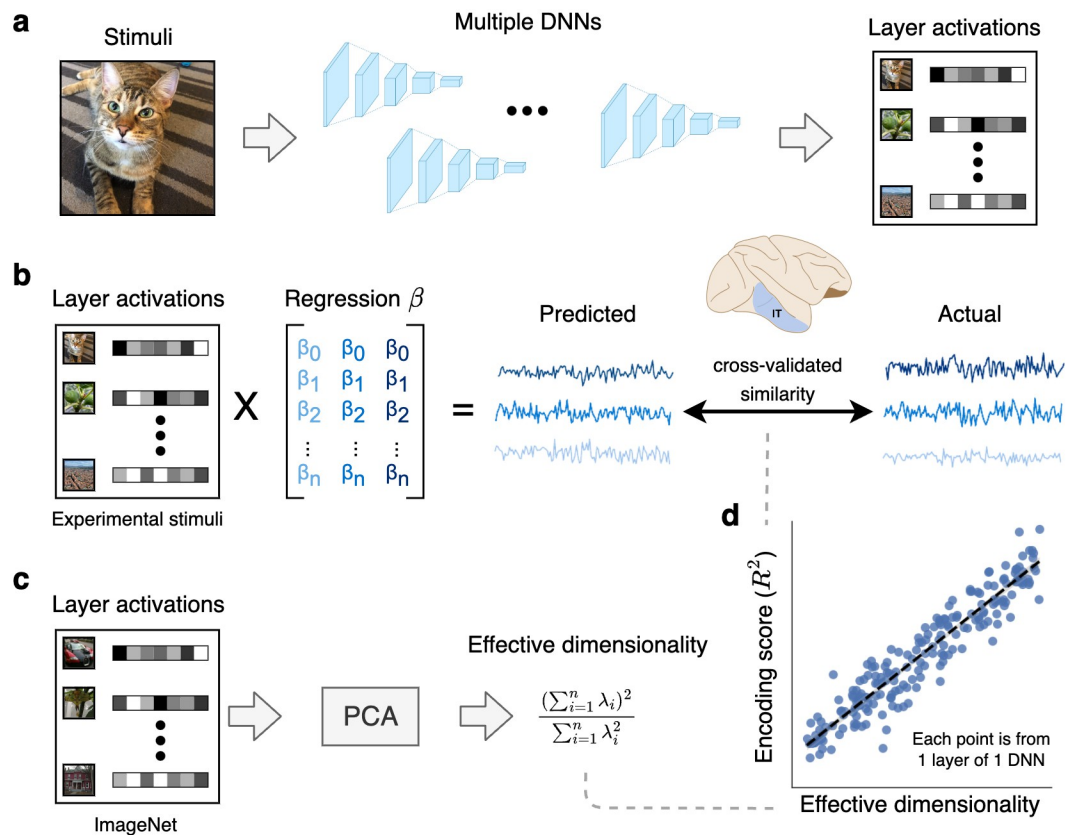 a
Stimuli
Multiple DNNs
Layer activations
b
Layer activations
Regression β
Predicted
IT
Actual
β0 β0 β0
β1 β1 β1
β2 β2 β2
⋮ ⋮ ⋮
βn βn βn
X
=
cross-validated
similarity
Experimental stimuli
c
Layer activations
PCA
Effective dimensionality
(∑ⁿᵢ₌₁ λᵢ)²
∑ⁿᵢ₌₁ λᵢ²
ImageNet
d
Encoding score (R²)
Each point is from
1 layer of 1 DNN
Effective dimensionality